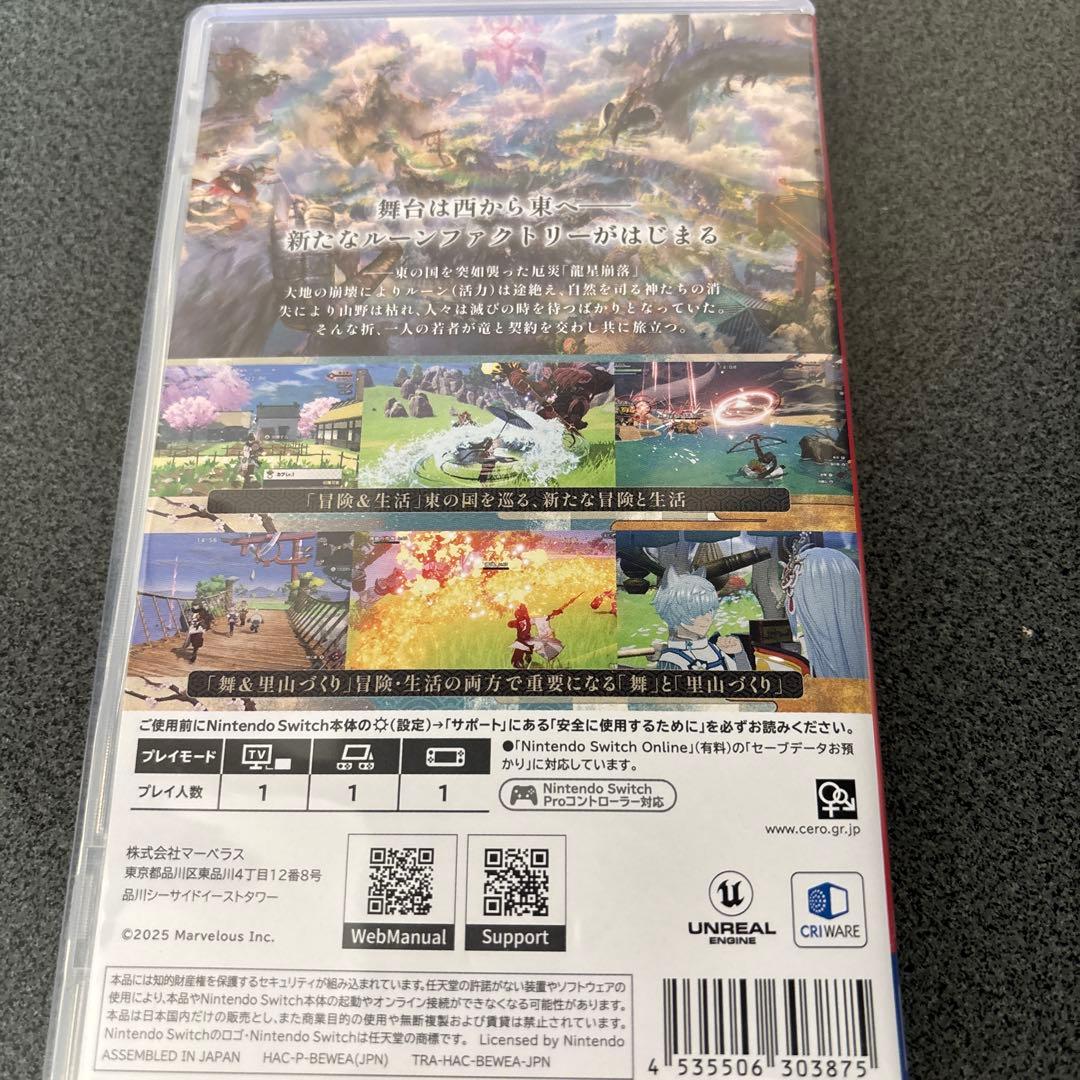 舞台は西から東へ――
新たなルーンファクトリーがはじまる
――東の国を突如襲った厄災「龍星崩落」
大地の崩壊によりルーン(活力)は途絶え、自然を司る神たちの消
失により山野は枯れ、人々は滅びの時を待つばかりとなっていた。
そんな折、一人の若者が竜と契約を交わし共に旅立つ。
「冒険&生活」東の国を巡る、新たな冒険と生活
14:56
「舞&里山づくり」冒険・生活の両方で重要になる「舞」と「里山づくり」
ご使用前にNintendo Switch本体の(設定)→「サポート」にある「安全に使用するために」を必ずお読みください。
プレイモード TV
プレイ人数 1 1 1
●「Nintendo Switch Online」(有料)の「セーブデータお預
かり」に対応しています。
Nintendo Switch
Proコントローラー対応
www.cero.gr.jp
株式会社マーベラス
東京都品川区東品川4丁目12番8号
品川シーサイドイーストタワー
©2025 Marvelous Inc.
WebManual
Support
UNREAL
ENGINE
CRIWARE
本品には知的財産権を保護するセキュリティが組み込まれています。任天堂の許諾がない装置やソフトウェアの
使用により、本品やNintendo Switch本体の起動やオンライン接続ができなくなる可能性があります。
本品は日本国内だけの販売とし、また商業目的の使用や無断複製および賃貸は禁止されています。
Nintendo Switchのロゴ・Nintendo Switchは任天堂の商標です。 Licensed by Nintendo
ASSEMBLED IN JAPAN HAC-P-BEWEA(JPN) TRA-HAC-BEWEA-JPN
4 535506 303875